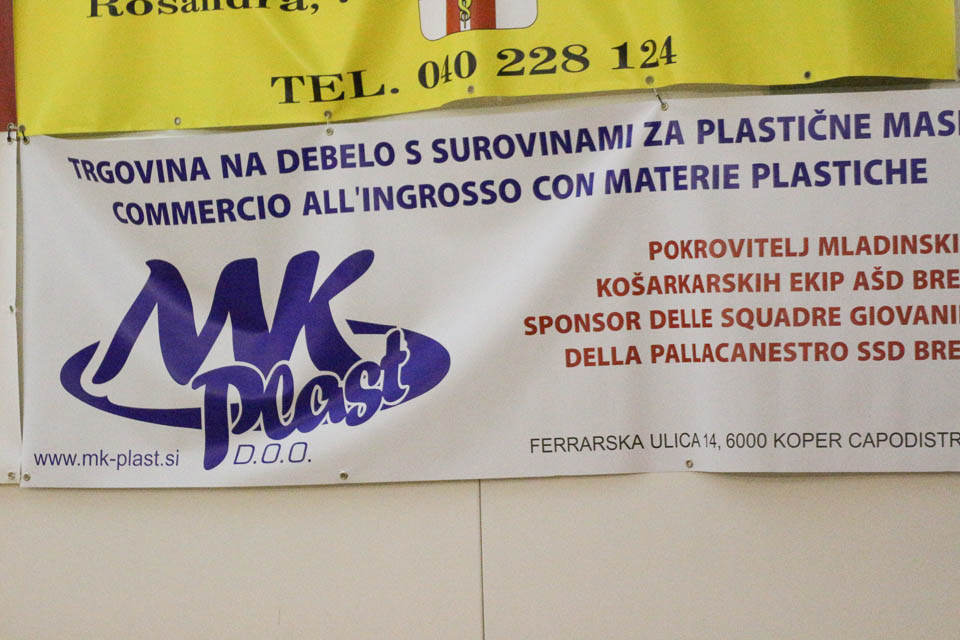 Rosandra,
TEL. 040 228 124
TRGOVINA NA DEBELO S SUROVINAMI ZA PLASTIČNE MAS
COMMERCIO ALL'INGROSSO CON MATERIE PLASTICHE
MK
Plast
D.O.O.
www.mk-plast.si
POKROVITELJ MLADINSKI
KOŠARKARSKIH EKIP AŠD BRE
SPONSOR DELLE SQUADRE GIOVANI
DELLA PALLACANESTRO SSD BRE
FERRARSKA ULICA 14, 6000 KOPER CAPODISTR